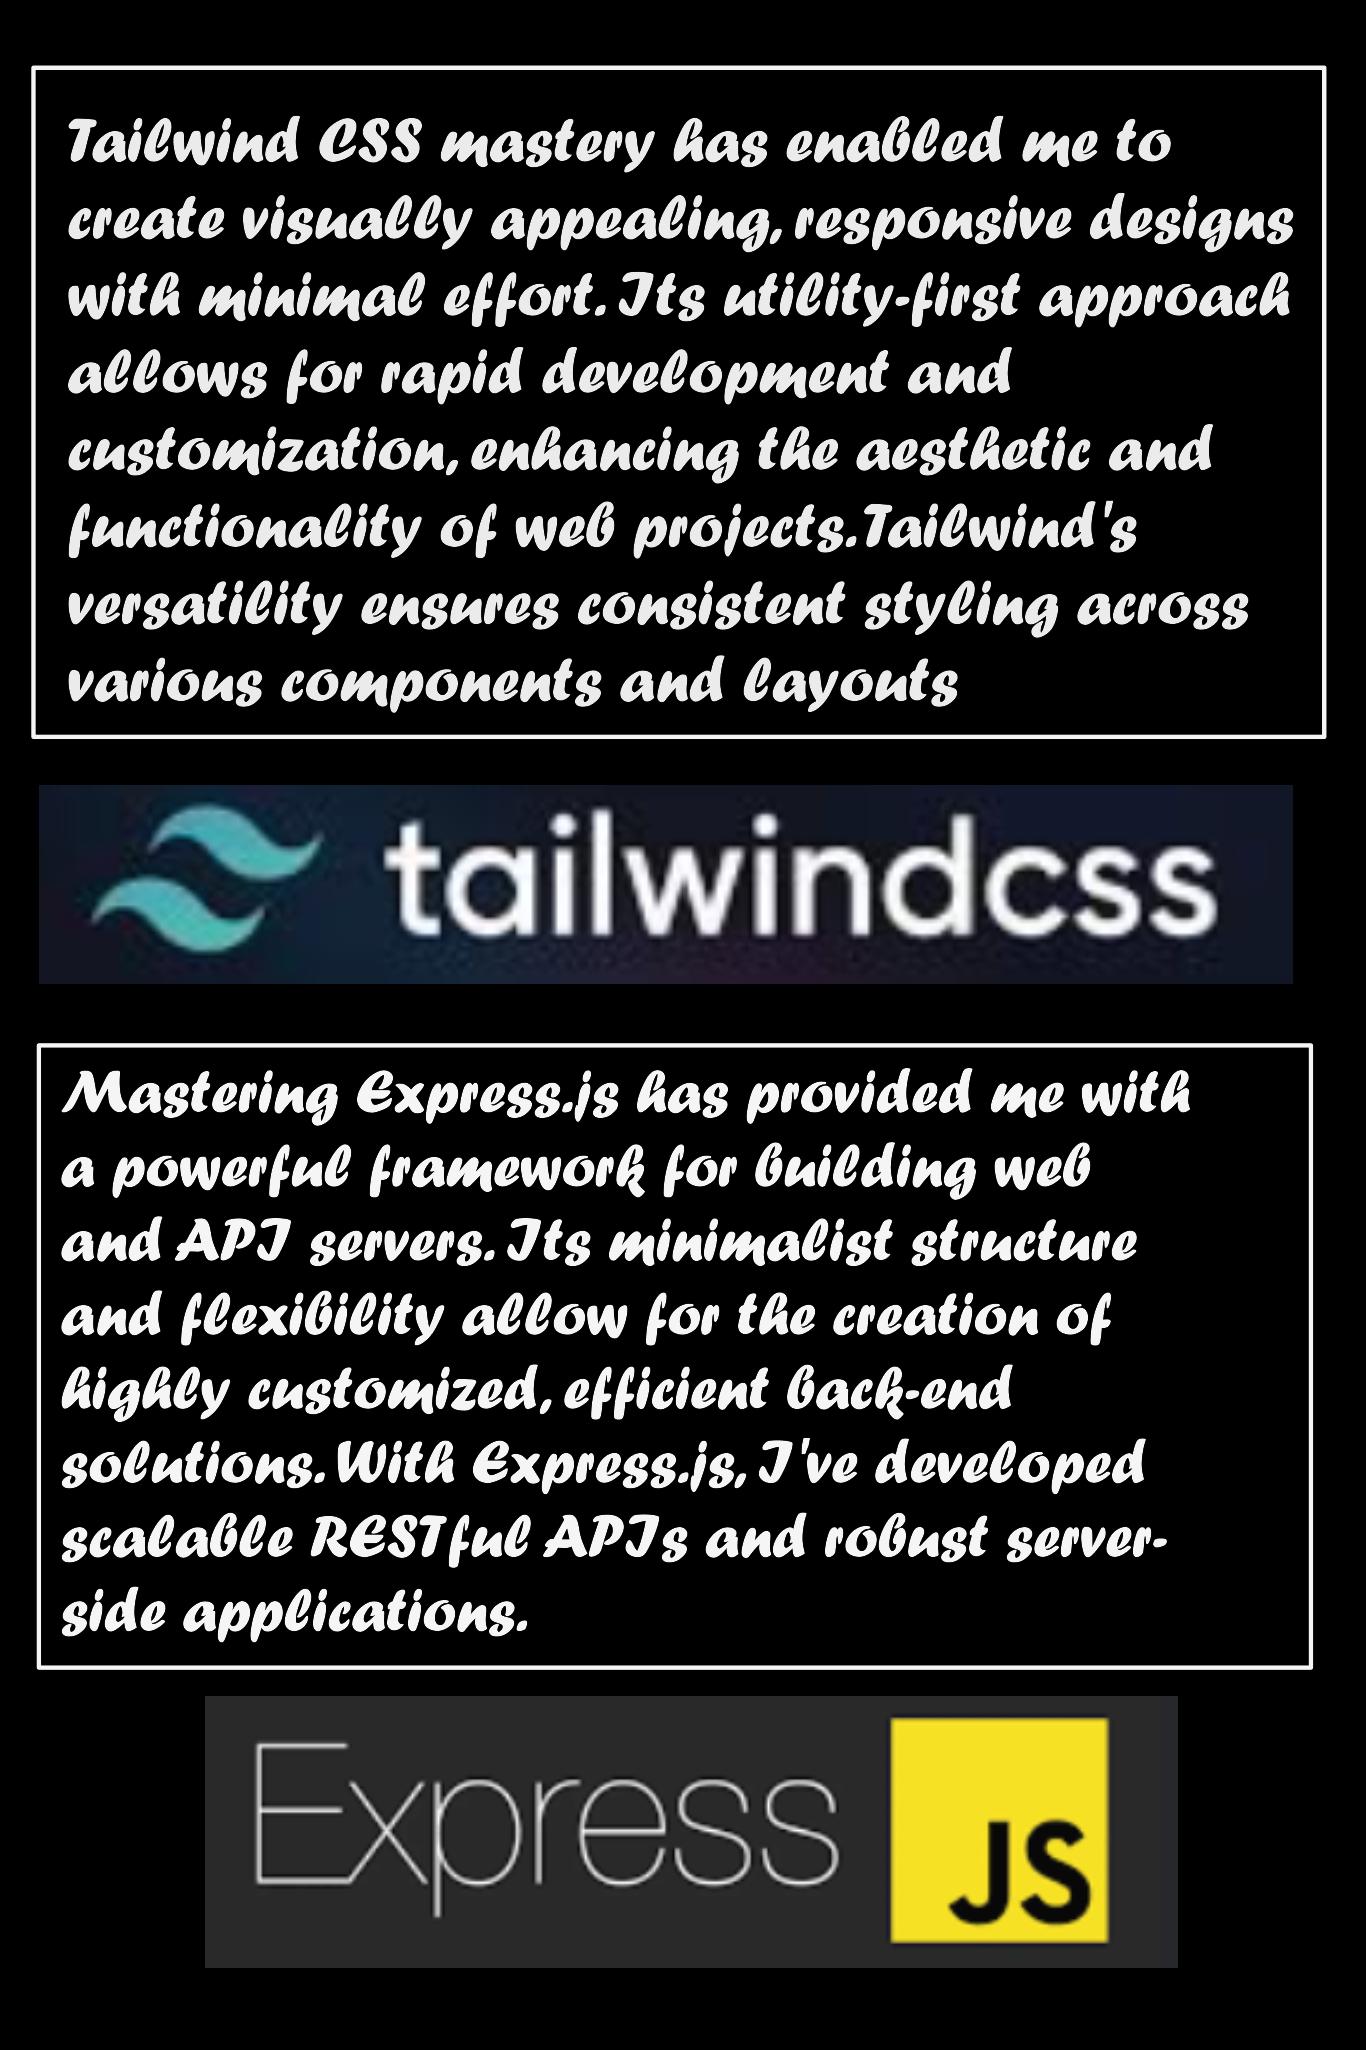 Tailwind CSS mastery has enabled me to
create visually appealing, responsive designs
with minimal effort. Its utility-first approach
allows for rapid development and
customization, enhancing the aesthetic and
functionality of web projects.Tailwind's
versatility ensures consistent styling across
various components and layouts
tailwindcss
Mastering Express.js has provided me with
a powerful framework for building web
and API servers. Its minimalist structure
and flexibility allow for the creation of
highly customized, efficient back-end
solutions. With Express.js, I've developed
scalable RESTful APIs and robust server-
side applications.
Express JS